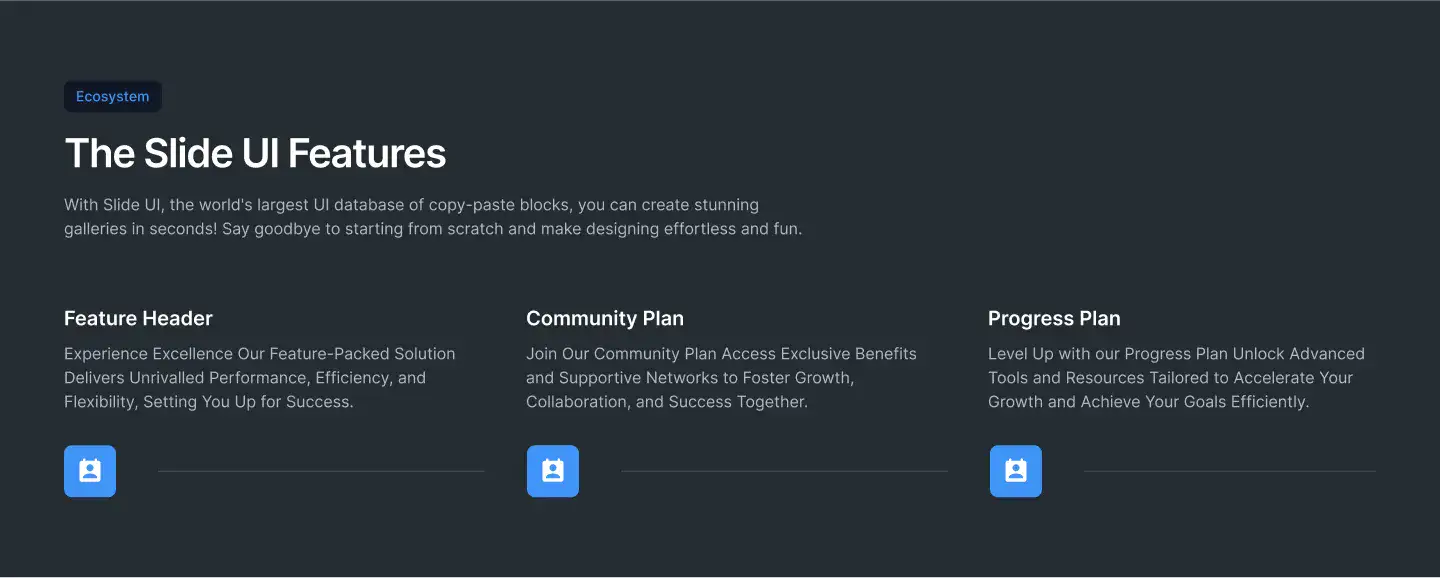 Ecosystem
The Slide UI Features
With Slide UI, the world's largest UI database of copy-paste blocks, you can create stunning
galleries in seconds! Say goodbye to starting from scratch and make designing effortless and fun.
Feature Header
Experience Excellence Our Feature-Packed Solution
Delivers Unrivalled Performance, Efficiency, and
Flexibility, Setting You Up for Success.
Community Plan
Join Our Community Plan Access Exclusive Benefits
and Supportive Networks to Foster Growth,
Collaboration, and Success Together.
Progress Plan
Level Up with our Progress Plan Unlock Advanced
Tools and Resources Tailored to Accelerate Your
Growth and Achieve Your Goals Efficiently.